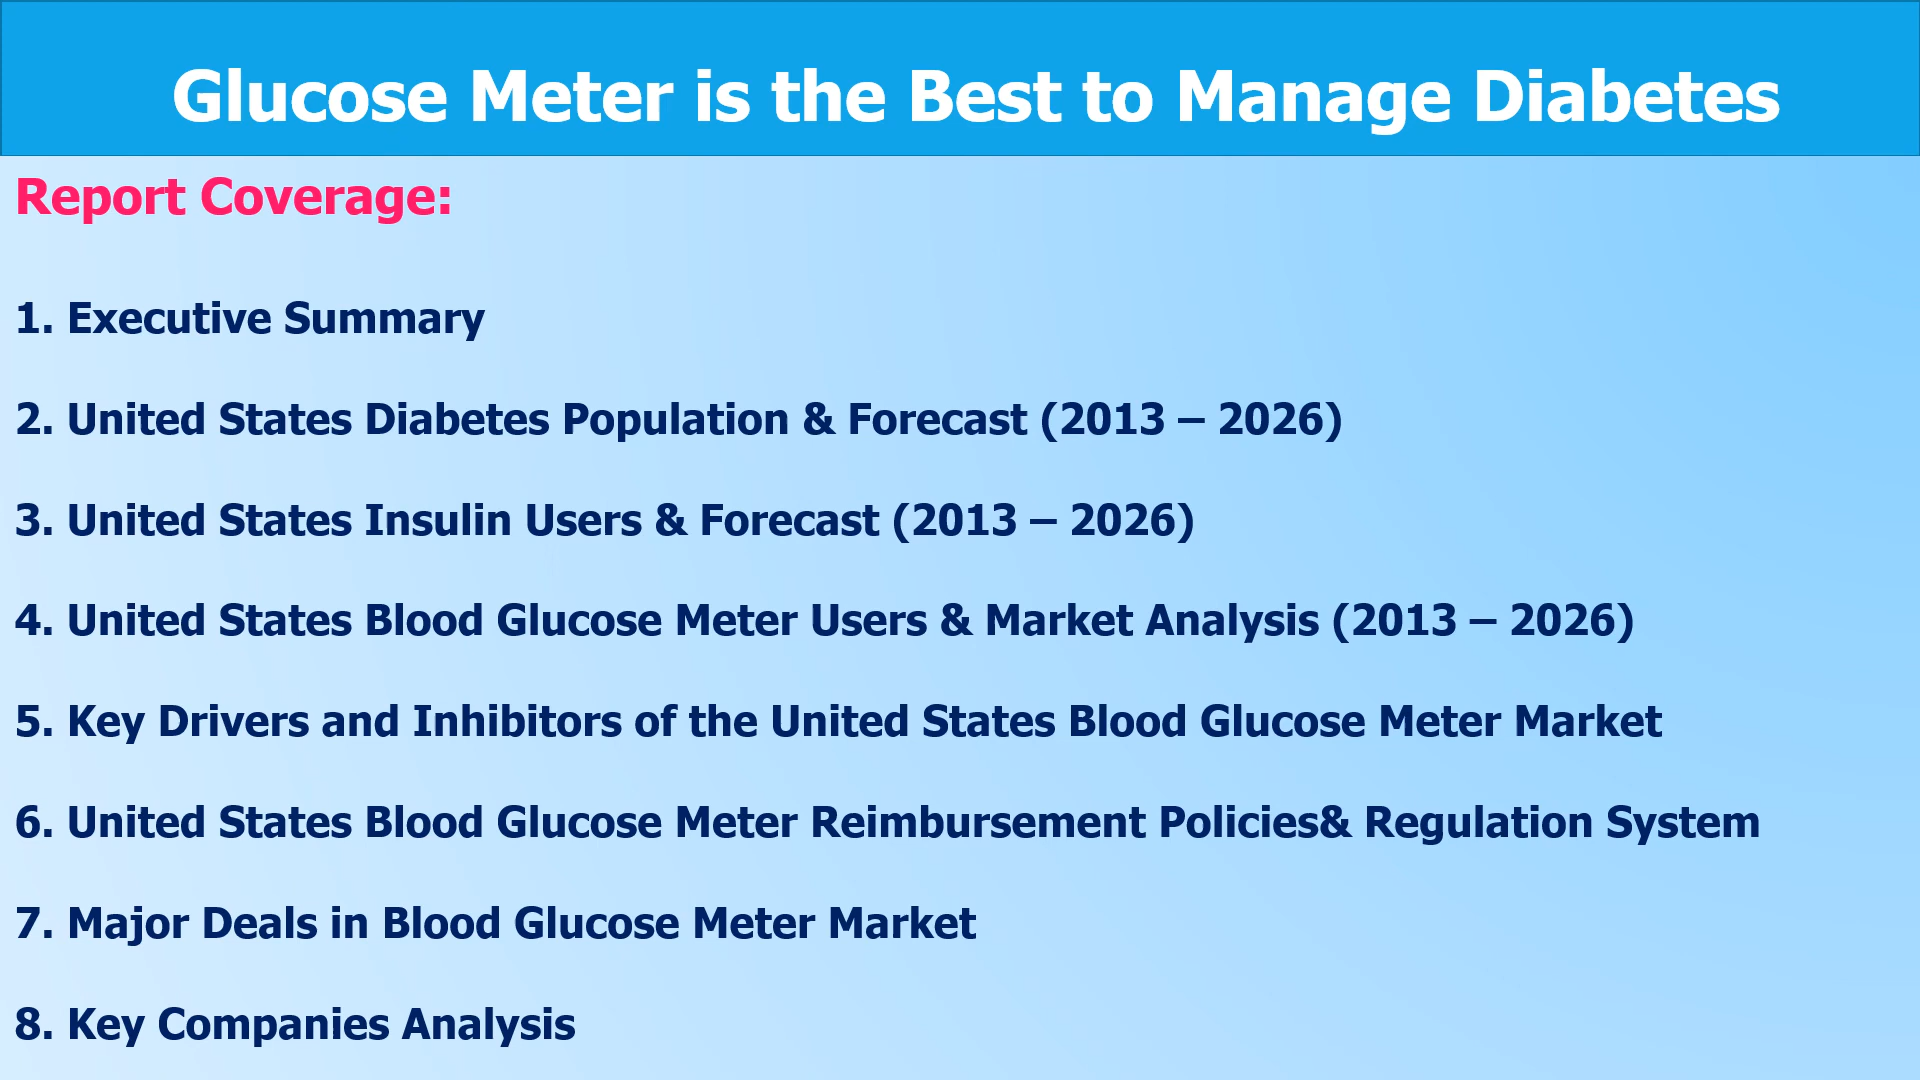 Glucose Meter is the Best to Manage Diabetes
Report Coverage:
1. Executive Summary
2. United States Diabetes Population & Forecast (2013 – 2026)
3. United States Insulin Users & Forecast (2013 – 2026)
4. United States Blood Glucose Meter Users & Market Analysis (2013 – 2026)
5. Key Drivers and Inhibitors of the United States Blood Glucose Meter Market
6. United States Blood Glucose Meter Reimbursement Policies& Regulation System
7. Major Deals in Blood Glucose Meter Market
8. Key Companies Analysis